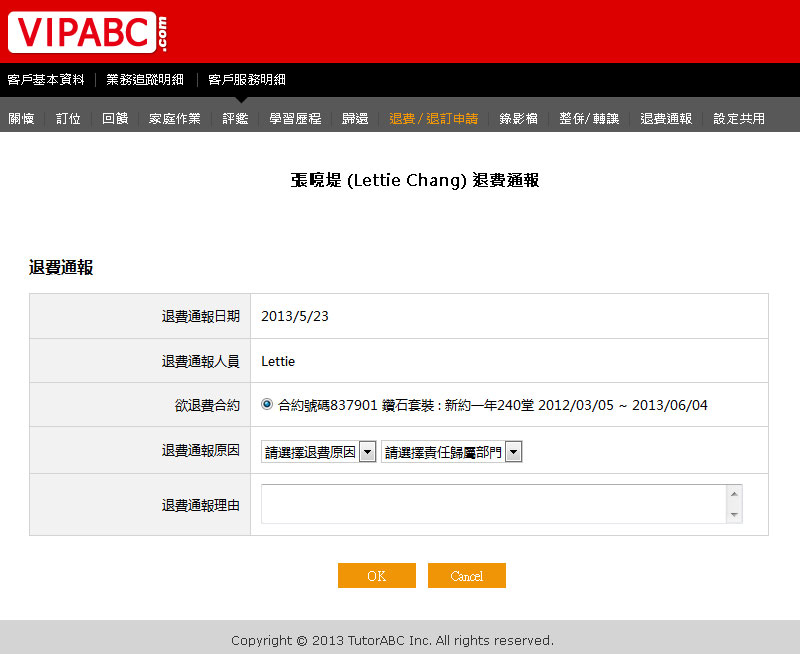 VIPABC.com
客戶基本資料 業務追蹤明細 客戶服務明細
關懷 訂位 回饋 家庭作業 評鑑 學習歷程 歸還 退費/退訂申請 錄影檔 整併/轉讓 退費通報 設定共用
張嘵堤 (Lettie Chang) 退費通報
退費通報
退費通報日期 2013/5/23
退費通報人員 Lettie
欲退費合約 合約號碼837901 鑽石套裝 : 新約一年240堂 2012/03/05 ~ 2013/06/04
退費通報原因 請選擇退費原因 請選擇責任歸屬部門
退費通報理由
OK Cancel
Copyright © 2013 TutorABC Inc. All rights reserved.